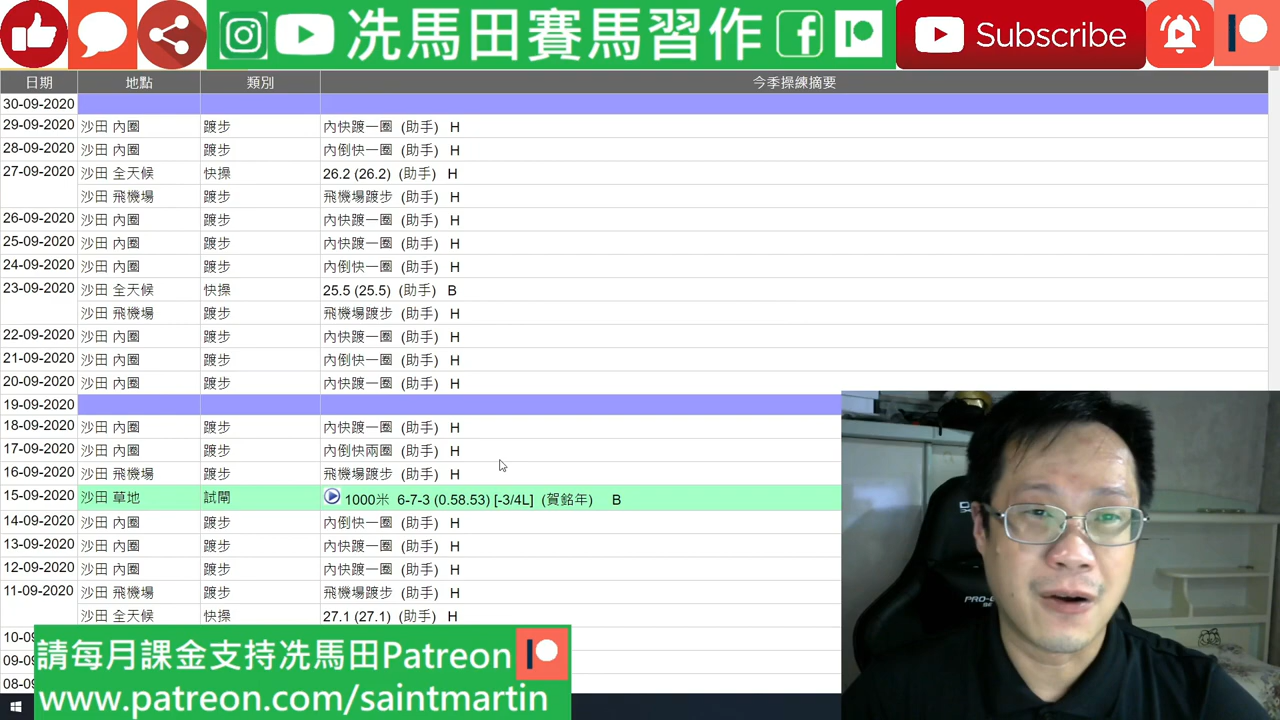 冼馬田賽馬習作 Subscribe
日期 地點 類別 今季操練摘要
30-09-2020
29-09-2020 沙田 內圈 踱步 內快踱一圈 (助手) H
28-09-2020 沙田 內圈 踱步 內倒快一圈 (助手) H
27-09-2020 沙田 全天候 快操 26.2 (26.2) (助手) H
沙田 飛機場 踱步 飛機場踱步 (助手) H
26-09-2020 沙田 內圈 踱步 內快踱一圈 (助手) H
25-09-2020 沙田 內圈 踱步 內快踱一圈 (助手) H
24-09-2020 沙田 內圈 踱步 內倒快一圈 (助手) H
23-09-2020 沙田 全天候 快操 25.5 (25.5) (助手) B
沙田 飛機場 踱步 飛機場踱步 (助手) H
22-09-2020 沙田 內圈 踱步 內快踱一圈 (助手) H
21-09-2020 沙田 內圈 踱步 內倒快一圈 (助手) H
20-09-2020 沙田 內圈 踱步 內快踱一圈 (助手) H
19-09-2020
18-09-2020 沙田 內圈 踱步 內快踱一圈 (助手) H
17-09-2020 沙田 內圈 踱步 內倒快兩圈 (助手) H
16-09-2020 沙田 飛機場 踱步 飛機場踱步 (助手) H
15-09-2020 沙田 草地 試閘 1000米 6-7-3 (0.58.53) [-3/4L] (賀銘年) B
14-09-2020 沙田 內圈 踱步 內倒快一圈 (助手) H
13-09-2020 沙田 內圈 踱步 內快踱一圈 (助手) H
12-09-2020 沙田 內圈 踱步 內快踱一圈 (助手) H
11-09-2020 沙田 飛機場 踱步 飛機場踱步 (助手) H
沙田 全天候 快操 27.1 (27.1) (助手) H
請每月課金支持冼馬田Patreon
www.patreon.com/saintmartin